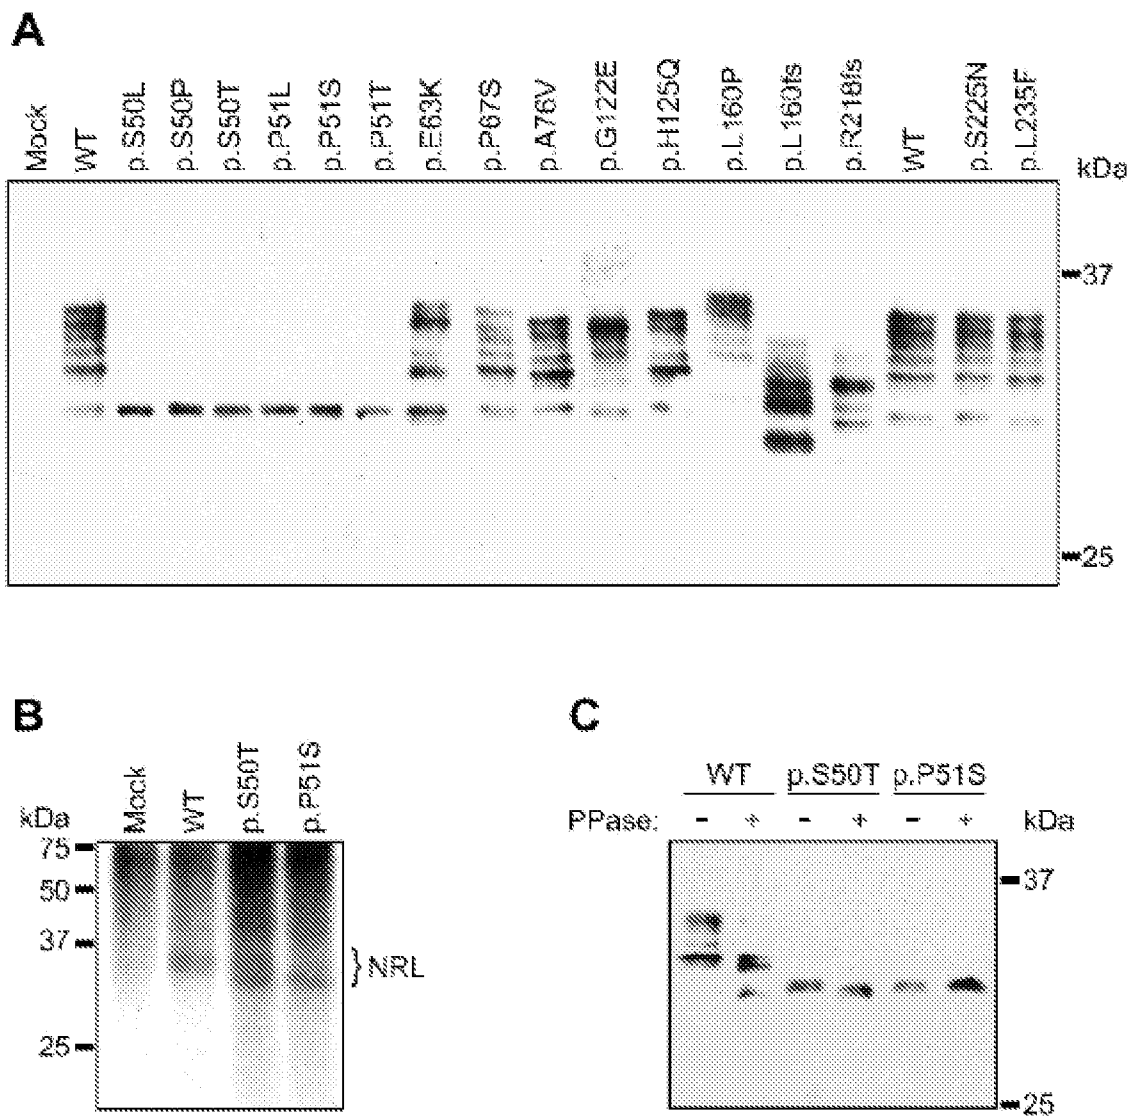 A
Mock WT p.S50L p.S50P p.S50T p.P51L p.P51S p.P51T p.E63K p.P67S p.A76V p.G122E p.H125Q p.L160P p.L160fs p.R218fs WT p.S225N p.L235F
kDa
37
25
B
Mock WT p.S50T p.P51S
kDa
75
50
37
25
NRL
C
WT p.S50T p.P51S
PPase: - + - + - + kDa
37
25